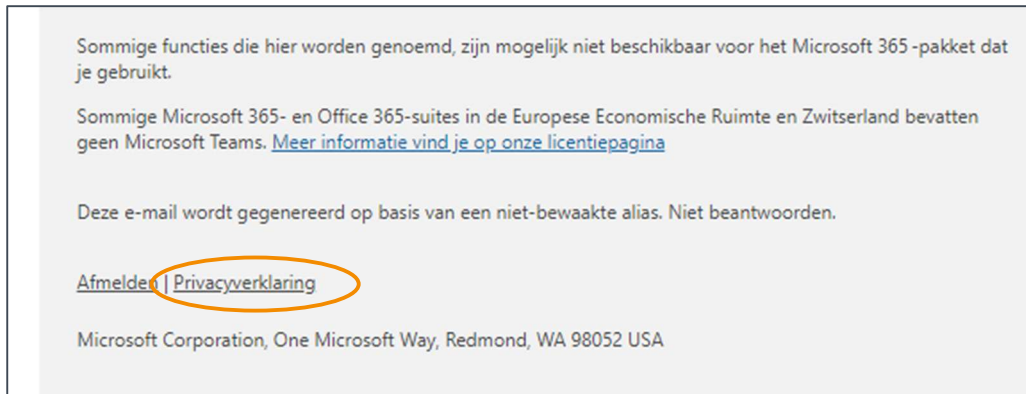 Sommige functies die hier worden genoemd, zijn mogelijk niet beschikbaar voor het Microsoft 365-pakket dat
je gebruikt.
Sommige Microsoft 365- en Office 365-suites in de Europese Economische Ruimte en Zwitserland bevatten
geen Microsoft Teams. Meer informatie vind je op onze licentiepagina
Deze e-mail wordt gegenereerd op basis van een niet-bewaakte alias. Niet beantwoorden.
Afmelden | Privacyverklaring
Microsoft Corporation, One Microsoft Way, Redmond, WA 98052 USA